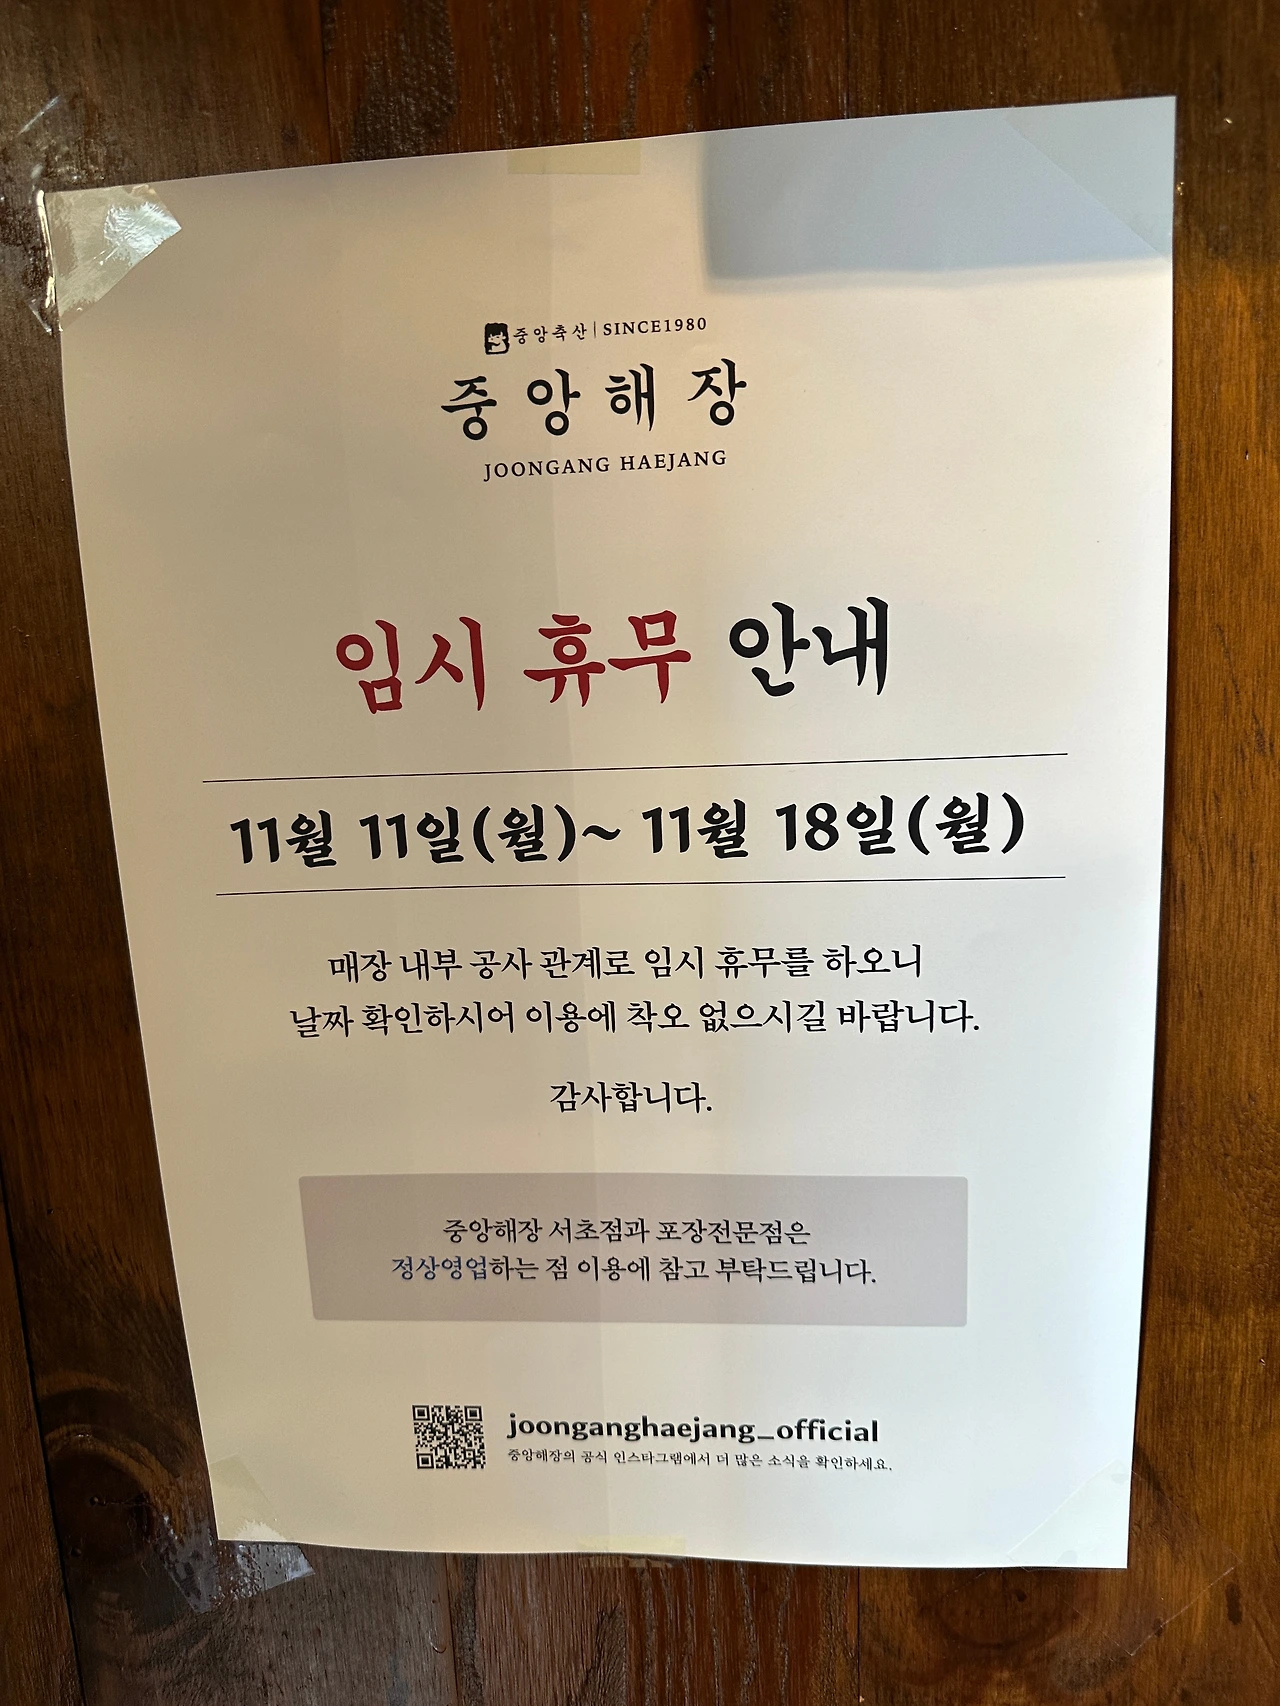 중앙축산 | SINCE1980
중앙해장
JOONGANG HAEJANG
임시 휴무 안내
11월 11일(월)~ 11월 18일(월)
매장 내부 공사 관계로 임시 휴무를 하오니
날짜 확인하시어 이용에 착오 없으시길 바랍니다.
감사합니다.
중앙해장 서초점과 포장전문점은
정상영업하는 점 이용에 참고 부탁드립니다.
joonganghaejang_official
중앙해장의 공식 인스타그램에서 더 많은 소식을 확인하세요.